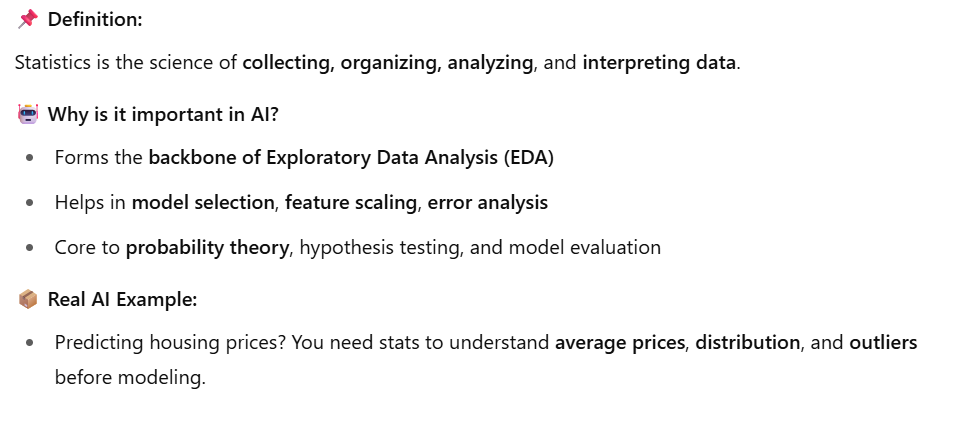 📌 Definition:
Statistics is the science of collecting, organizing, analyzing, and interpreting data.
🤖 Why is it important in AI?
• Forms the backbone of Exploratory Data Analysis (EDA)
• Helps in model selection, feature scaling, error analysis
• Core to probability theory, hypothesis testing, and model evaluation
📦 Real AI Example:
• Predicting housing prices? You need stats to understand average prices, distribution, and outliers
before modeling.